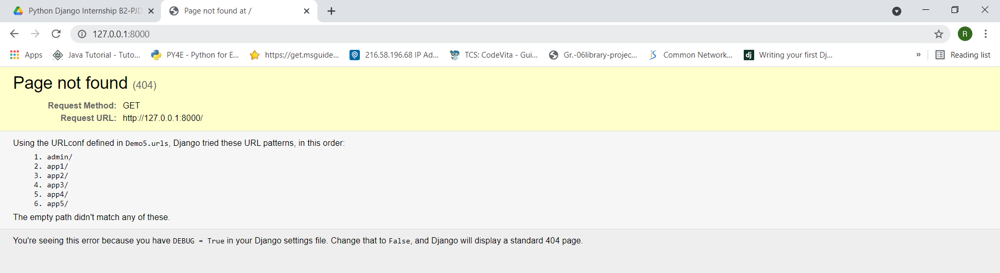 Python Django Internship B2-PJD
Page not found at /
127.0.0.1:8000
R
Apps
Java Tutorial - Tuto...
PY4E - Python for E...
https://get.msguide...
216.58.196.68 IP Ad...
TCS: CodeVita - Gui...
Gr.-06library-projec...
Common Network...
dj
Writing your first Dj...
»
Reading list
Page not found (404)
Request Method: GET
Request URL: http://127.0.0.1:8000/
Using the URLconf defined in Demo5.urls, Django tried these URL patterns, in this order:
1. admin/
2. app1/
3. app2/
4. app3/
5. app4/
6. app5/
The empty path didn't match any of these.
You're seeing this error because you have DEBUG = True in your Django settings file. Change that to False, and Django will display a standard 404 page.